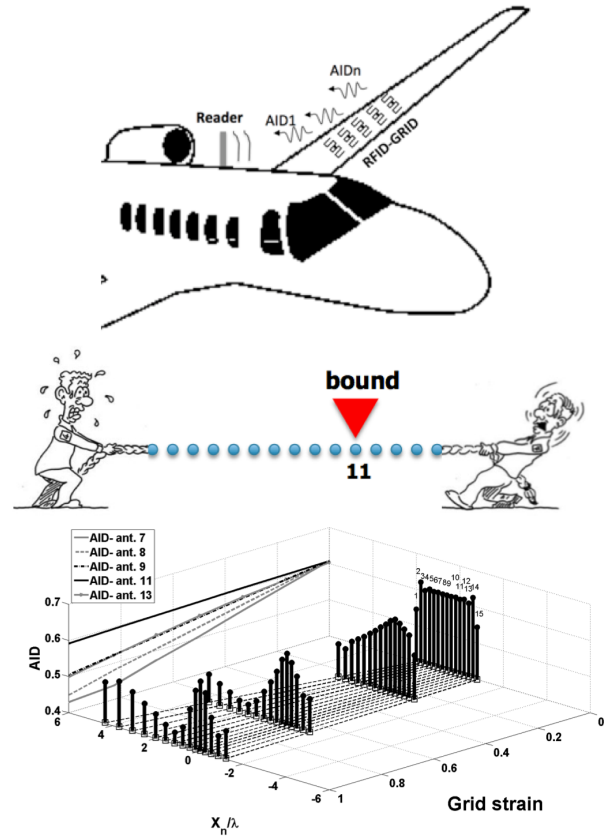 AIDn
Reader
AID1
RFID-GRID
bound
11
AID- ant. 7
AID- ant. 8
AID- ant. 9
AID- ant. 11
AID- ant. 13
0.7
0.6
0.5
0.4
AID
6
4
2
0
-2
-4
-6
Xn/λ
1
0.8
0.6
0.4
0.2
0
Grid strain
1
2
3
4
5
6
7
8
9
10
11
12
13
14
15